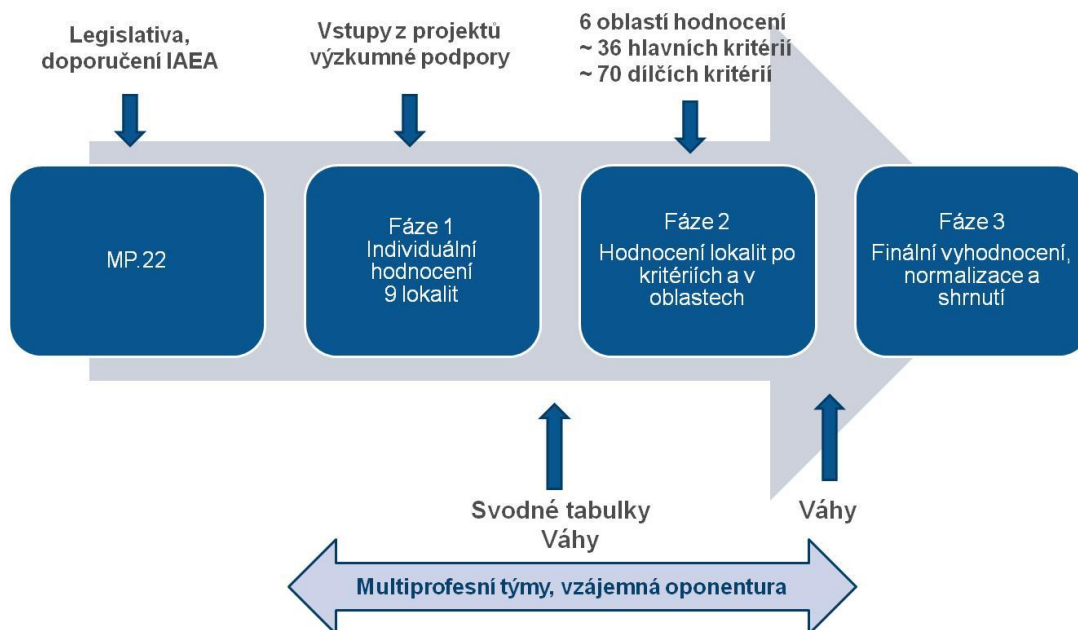 Legislativa,
doporučení IAEA
Vstupy z projektů
výzkumné podpory
6 oblastí hodnocení
~ 36 hlavních kritérií
~ 70 dílčích kritérií
MP.22
Fáze 1
Individuální
hodnocení
9 lokalit
Fáze 2
Hodnocení lokalit po
kritériích a v
oblastech
Fáze 3
Finální vyhodnocení,
normalizace a
shrnutí
Svodné tabulky
Váhy
Váhy
Multiprofesní týmy, vzájemná oponentura